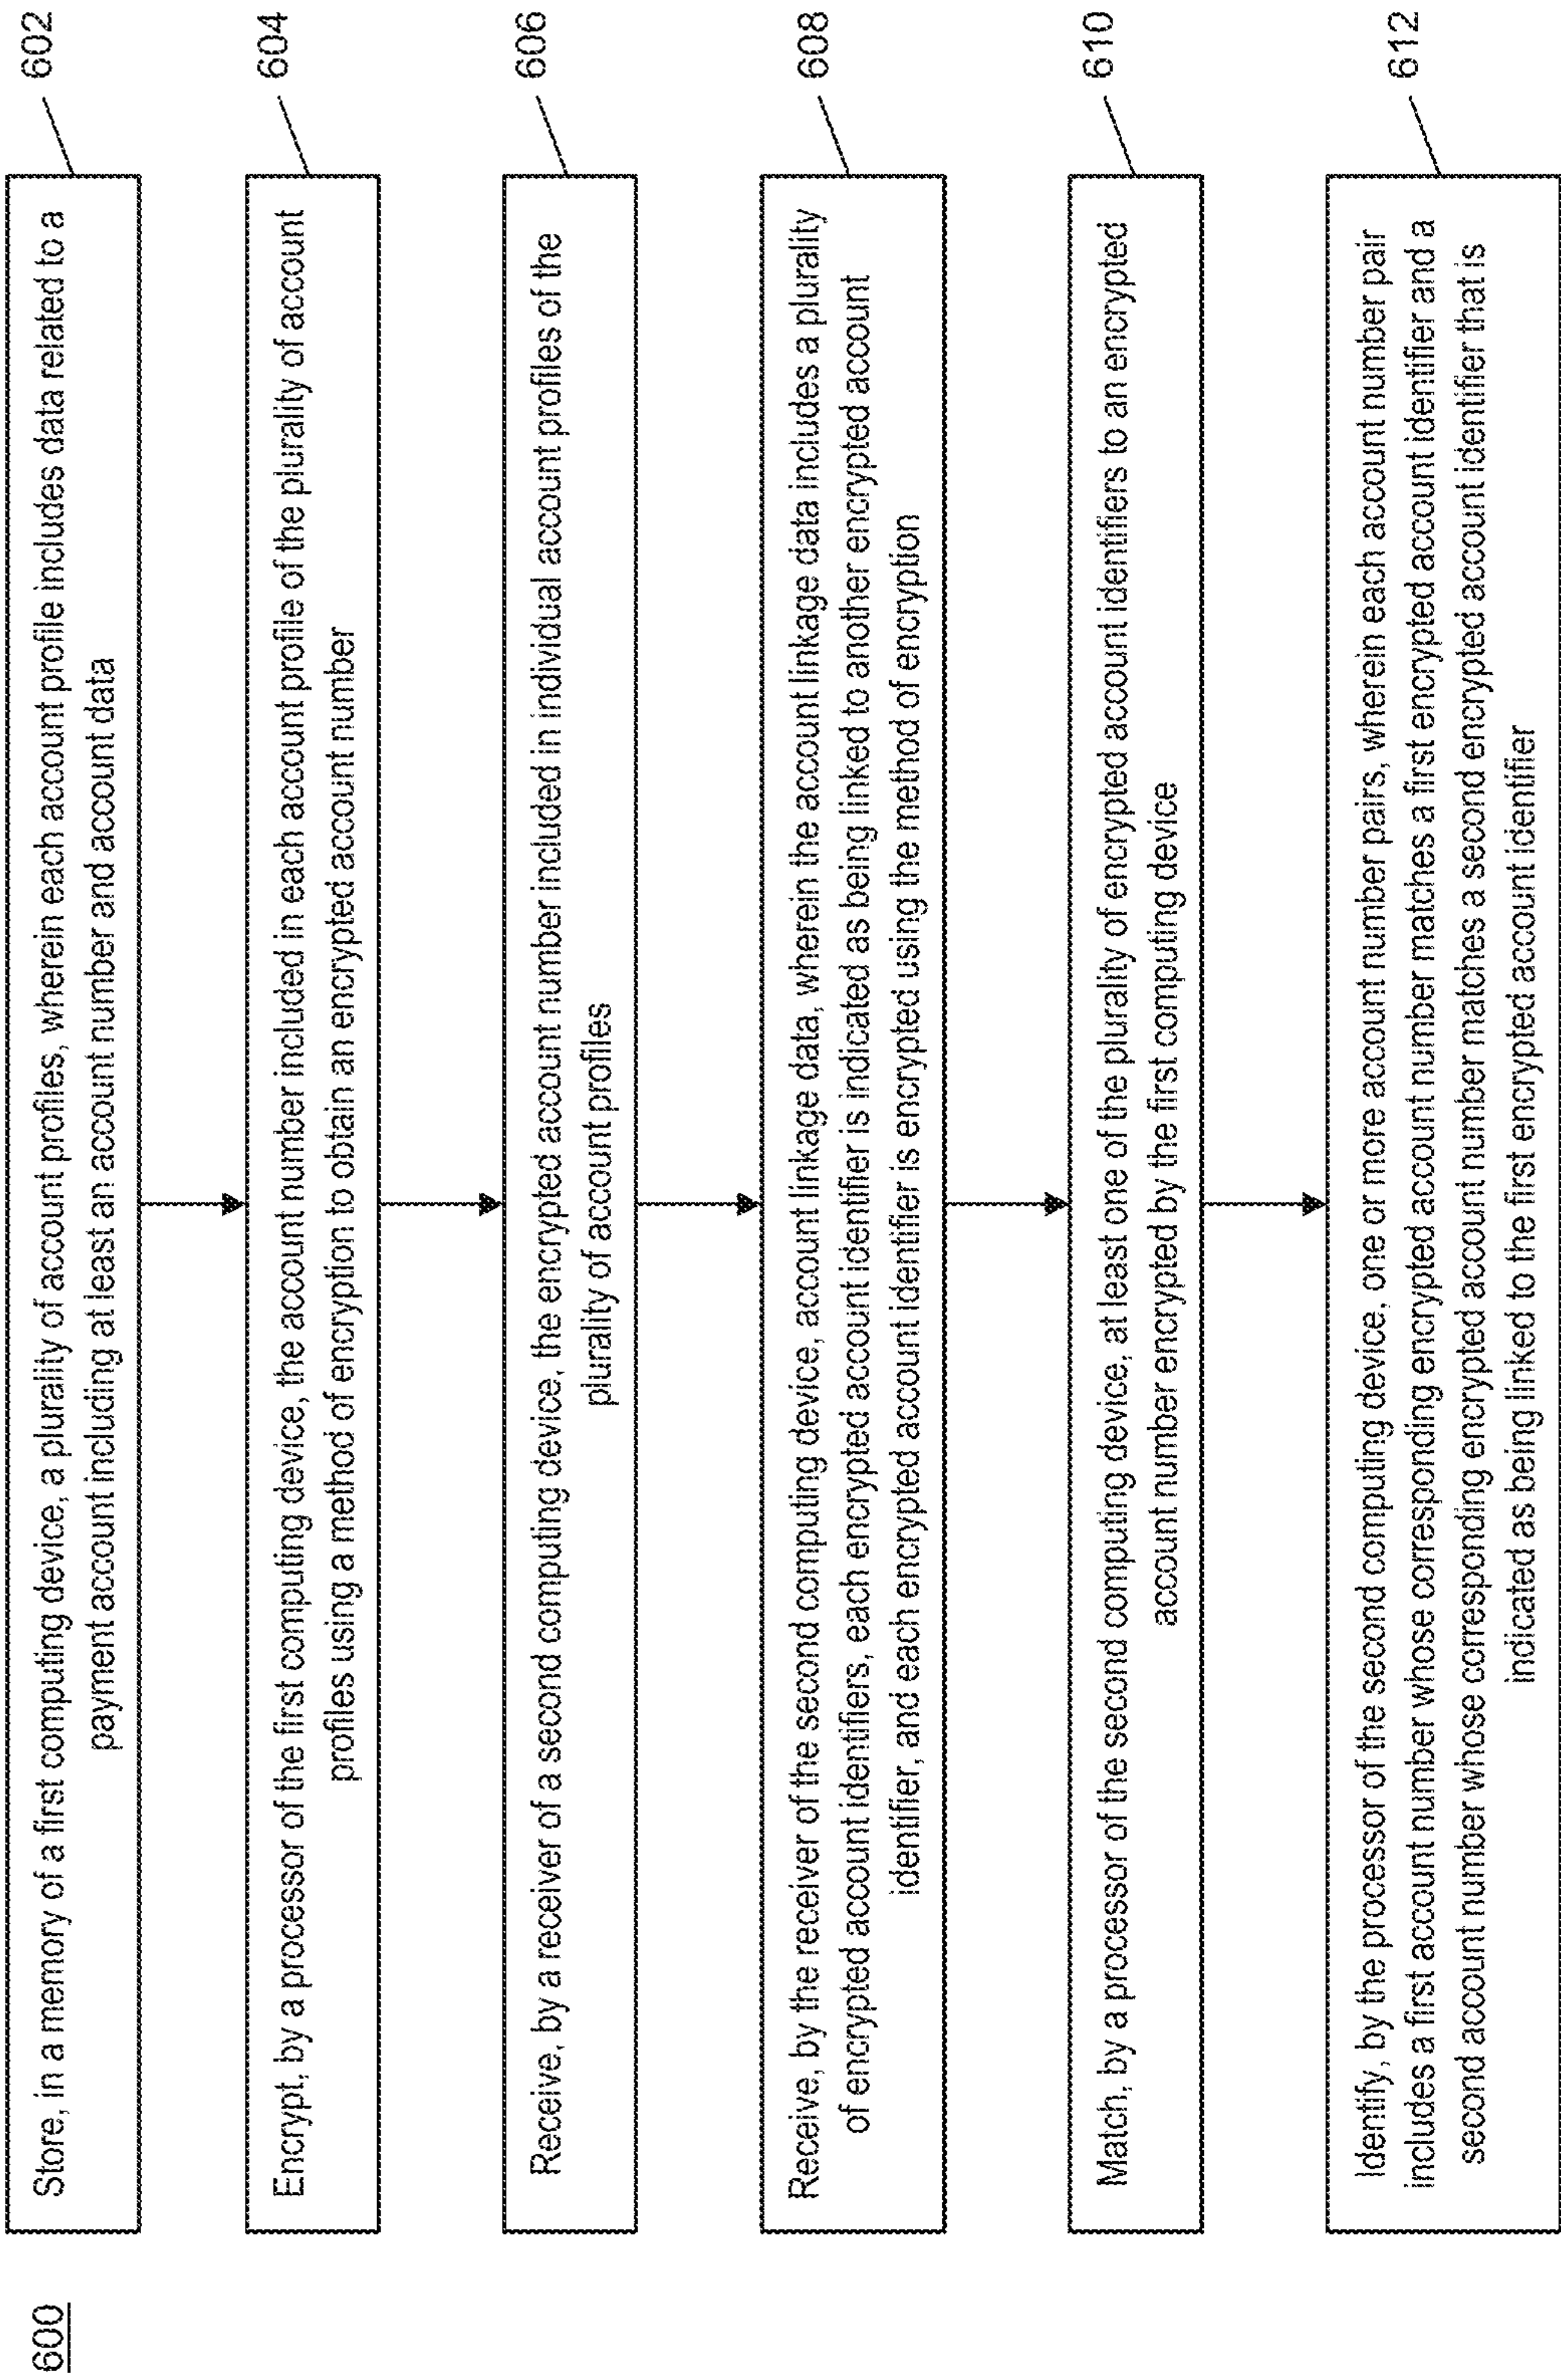 600
Store, in a memory of a first computing device, a plurality of account profiles, wherein each account profile includes data related to a
payment account including at least an account number and account data
602
Encrypt, by a processor of the first computing device, the account number included in each account profile of the plurality of account
profiles using a method of encryption to obtain an encrypted account number
604
Receive, by a receiver of a second computing device, the encrypted account number included in individual account profiles of the
plurality of account profiles
606
Receive, by the receiver of the second computing device, account linkage data, wherein the account linkage data includes a plurality
of encrypted account identifiers, each encrypted account identifier is indicated as being linked to another encrypted account
identifier, and each encrypted account identifier is encrypted using the method of encryption
608
Match, by a processor of the second computing device, at least one of the plurality of encrypted account identifiers to an encrypted
account number encrypted by the first computing device
610
Identify, by the processor of the second computing device, one or more account number pairs, wherein each account number pair
includes a first account number whose corresponding encrypted account number matches a first encrypted account identifier and a
second account number whose corresponding encrypted account number matches a second encrypted account identifier that is
indicated as being linked to the first encrypted account identifier
612